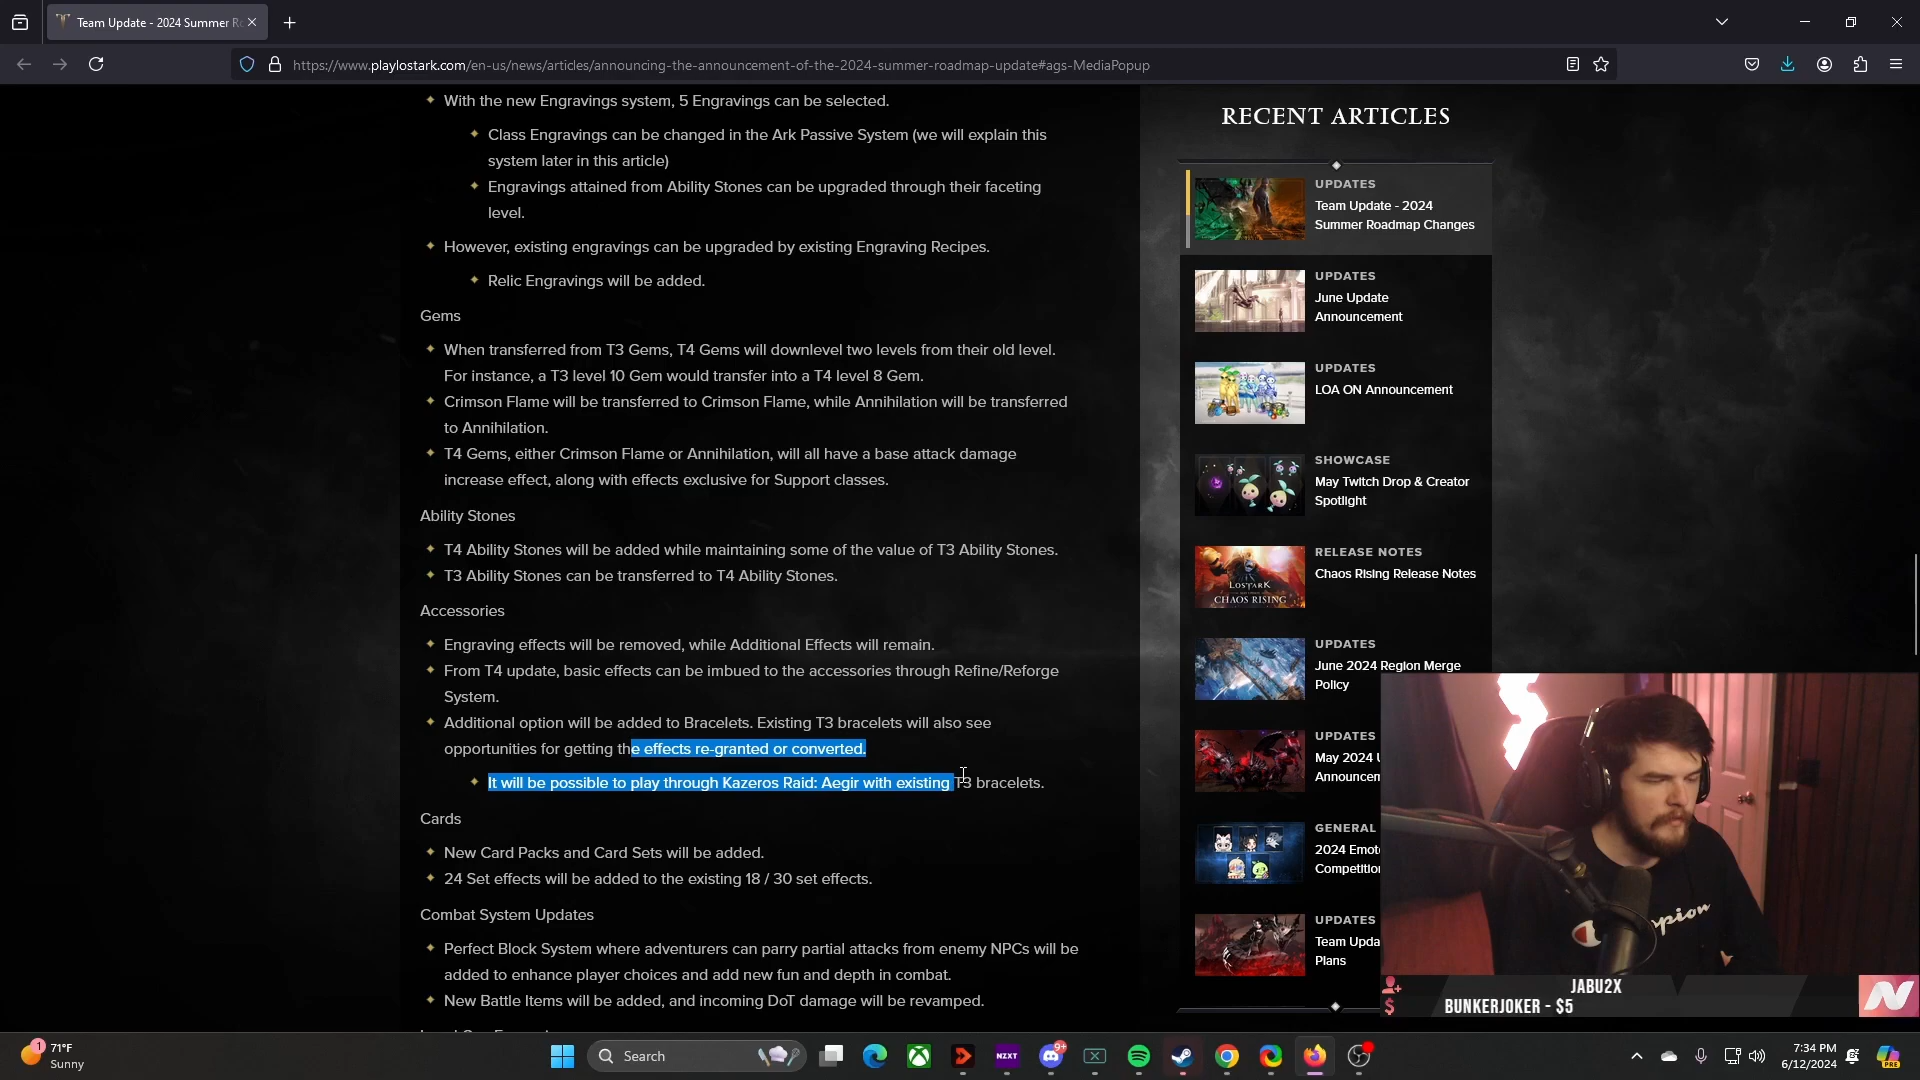 Team Update - 2024 Summer R
https://www.playlostark.com/en-us/news/articles/announcing-the-announcement-of-the-2024-summer-roadmap-update#ags-MediaPopup
With the new Engravings system, 5 Engravings can be selected.
Class Engravings can be changed in the Ark Passive System (we will explain this
system later in this article)
Engravings attained from Ability Stones can be upgraded through their faceting
level.
However, existing engravings can be upgraded by existing Engraving Recipes.
Relic Engravings will be added.
Gems
When transferred from T3 Gems, T4 Gems will downlevel two levels from their old level.
For instance, a T3 level 10 Gem would transfer into a T4 level 8 Gem.
Crimson Flame will be transferred to Crimson Flame, while Annihilation will be transferred
to Annihilation.
T4 Gems, either Crimson Flame or Annihilation, will all have a base attack damage
increase effect, along with effects exclusive for Support classes.
Ability Stones
T4 Ability Stones will be added while maintaining some of the value of T3 Ability Stones.
T3 Ability Stones can be transferred to T4 Ability Stones.
Accessories
Engraving effects will be removed, while Additional Effects will remain.
From T4 update, basic effects can be imbued to the accessories through Refine/Reforge
System.
Additional option will be added to Bracelets. Existing T3 bracelets will also see
opportunities for getting the effects re-granted or converted.
It will be possible to play through Kazeros Raid: Aegir with existing T3 bracelets.
Cards
New Card Packs and Card Sets will be added.
24 Set effects will be added to the existing 18 / 30 set effects.
Combat System Updates
Perfect Block System where adventurers can parry partial attacks from enemy NPCs will be
added to enhance player choices and add new fun and depth in combat.
New Battle Items will be added, and incoming DoT damage will be revamped.
RECENT ARTICLES
UPDATES
Team Update - 2024
Summer Roadmap Changes
UPDATES
June Update
Announcement
UPDATES
LOA ON Announcement
SHOWCASE
May Twitch Drop & Creator
Spotlight
RELEASE NOTES
Chaos Rising Release Notes
LOST ARK
CHAOS RISING
UPDATES
June 2024 Region Merge
Policy
UPDATES
May 2024 U
Announcem
GENERAL
2024 Emot
Competitio
UPDATES
Team Upda
Plans
JABU2X
$
BUNKERJOKER - $5
N
1
71°F
Sunny
Search
NZXT
9+
PRE
7:34 PM
6/12/2024